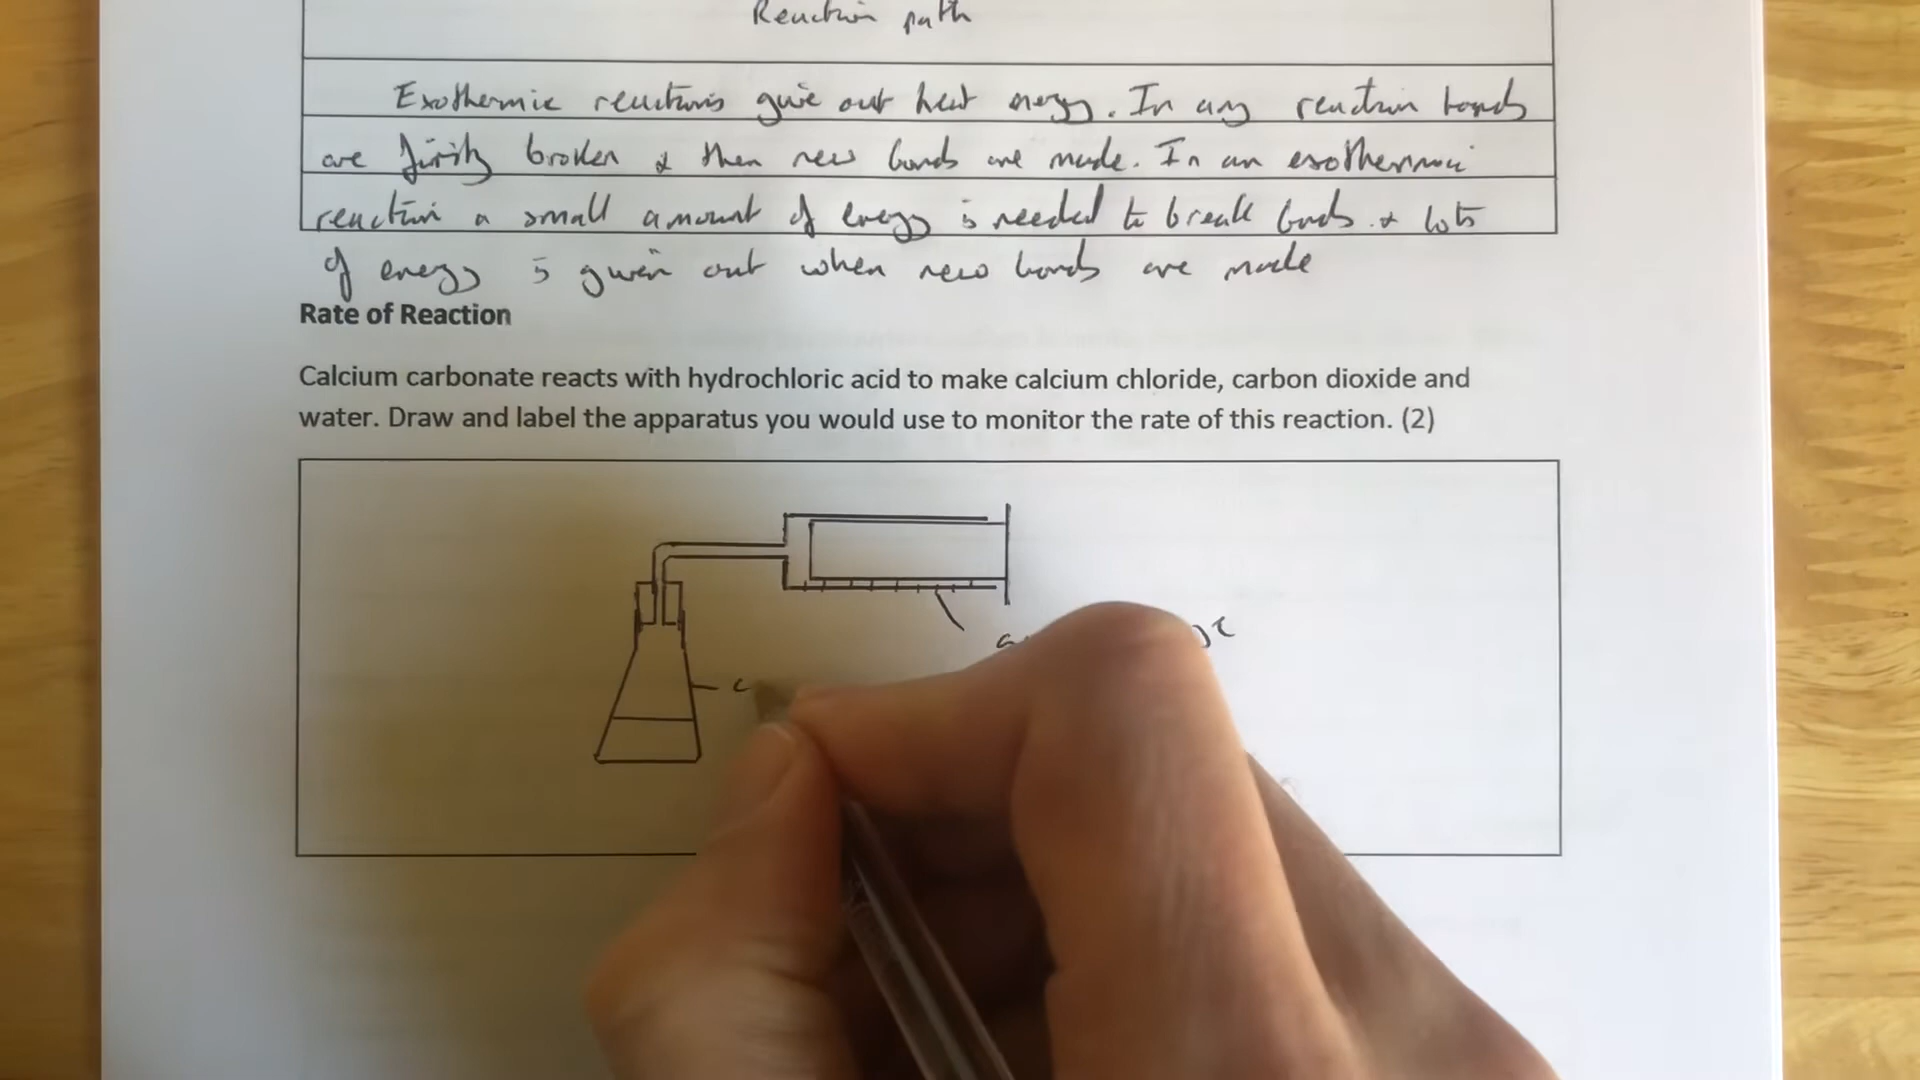 Reaction path
Exothermic reactions give out heat energy. In any reaction bonds
are firstly broken & then new bonds are made. In an exothermic
reaction a small amount of energy is needed to break bonds & lots
of energy is given out when new bonds are made
Rate of Reaction
Calcium carbonate reacts with hydrochloric acid to make calcium chloride, carbon dioxide and
water. Draw and label the apparatus you would use to monitor the rate of this reaction. (2)